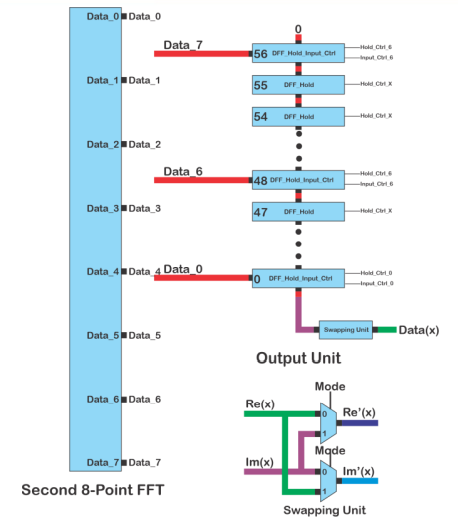 Data_0 Data_0
Data_1 Data_1
Data_2 Data_2
Data_3 Data_3
Data_4 Data_4
Data_5 Data_5
Data_6 Data_6
Data_7 Data_7
Second 8-Point FFT
0
Data_7
56 DFF_Hold_Input_Ctrl
Hold_Ctrl_6
Input_Ctrl_6
55 DFF_Hold
Hold_Ctrl_X
54 DFF_Hold
Hold_Ctrl_X
Data_6
48 DFF_Hold_Input_Ctrl
Hold_Ctrl_6
Input_Ctrl_6
47 DFF_Hold
Hold_Ctrl_X
Data_0
0 DFF_Hold_Input_Ctrl
Hold_Ctrl_0
Input_Ctrl_0
Swapping Unit
Data(x)
Output Unit
Mode
Re(x)
0
1
Re'(x)
Mode
Im(x)
0
1
Im'(x)
Swapping Unit